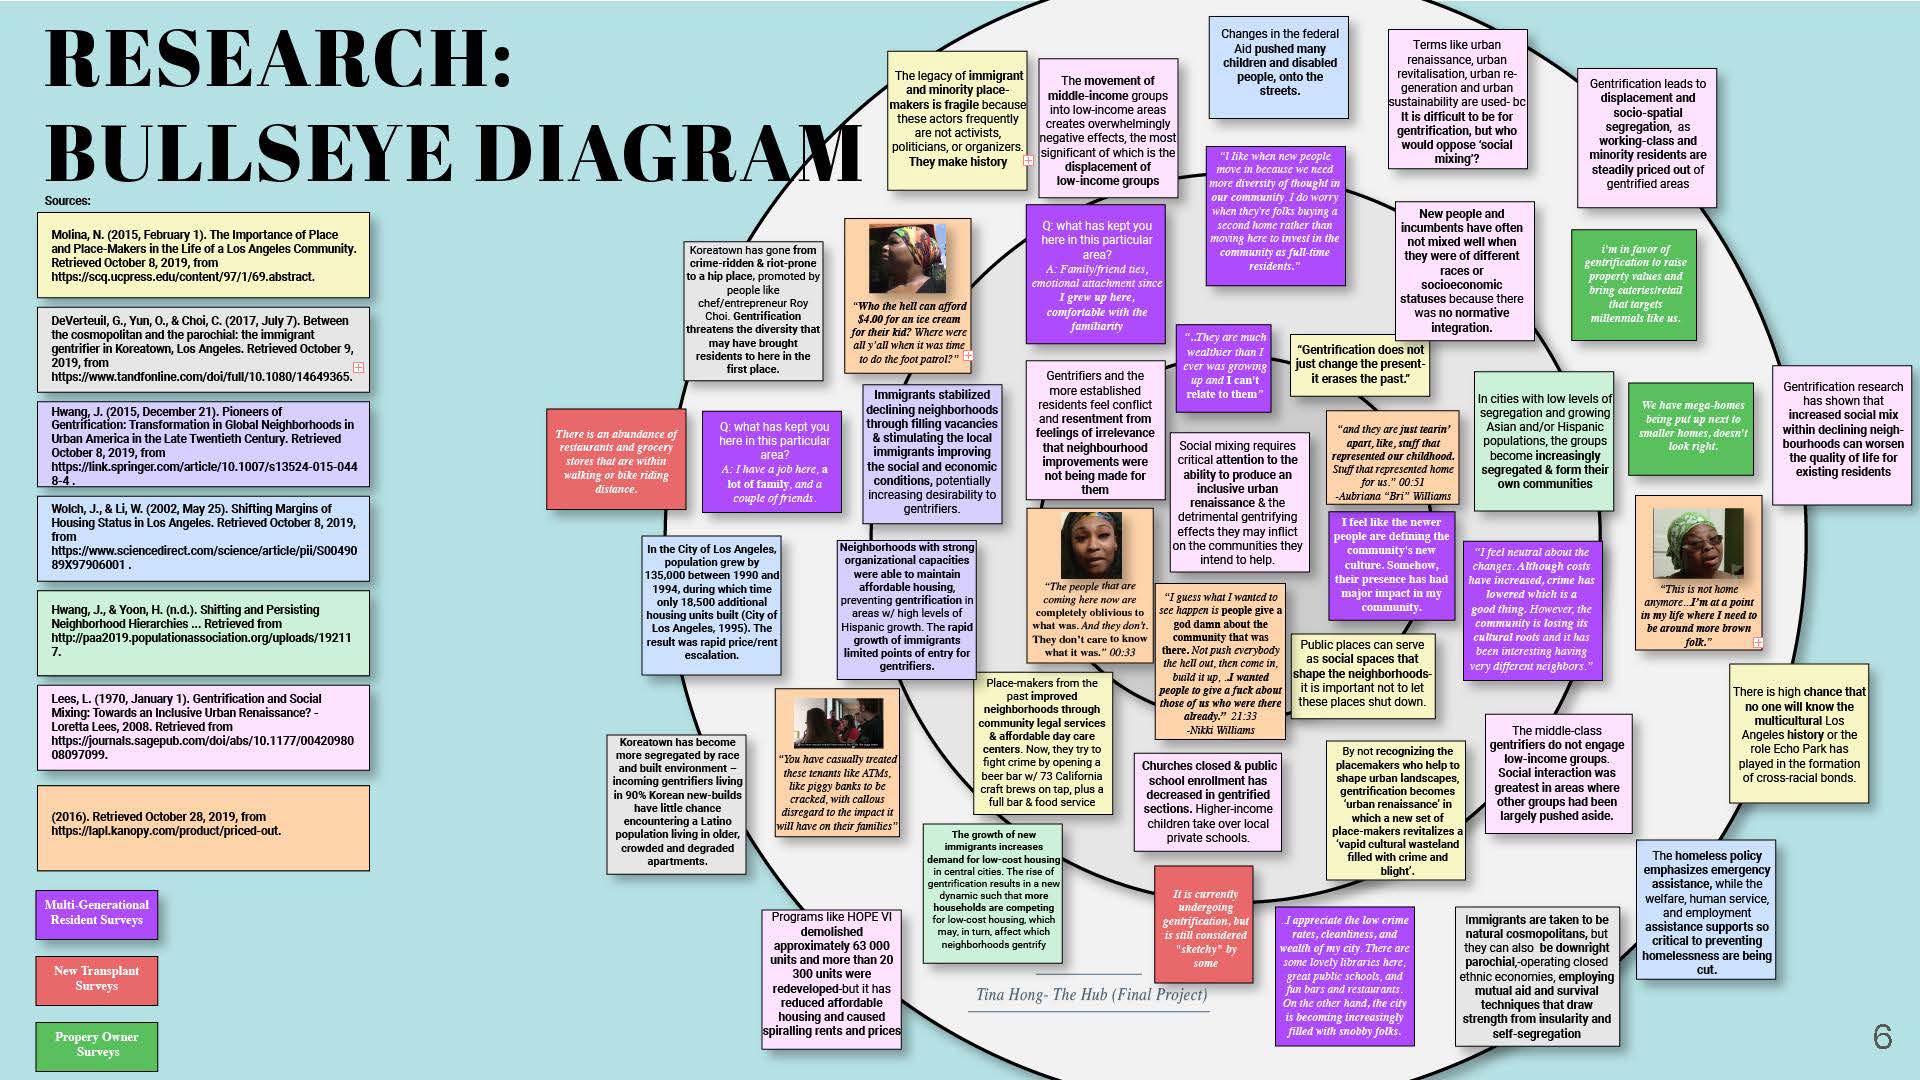 RESEARCH:
BULLSEYE DIAGRAM
Sources:
Molina, N. (2015, February 1). The Importance of Place
and Place-Makers in the Life of a Los Angeles Community.
Retrieved October 8, 2019, from
https://scq.ucpress.edu/content/97/1/69.abstract.
DeVerteuil, G., Yun, O., & Choi, C. (2017, July 7). Between
the cosmopolitan and the parochial: the immigrant
gentrifier in Koreatown, Los Angeles. Retrieved October 9,
2019, from
https://www.tandfonline.com/doi/full/10.1080/14649365.
Hwang, J. (2015, December 21). Pioneers of
Gentrification: Transformation in Global Neighborhoods in
Urban America in the Late Twentieth Century. Retrieved
October 8, 2019, from
https://link.springer.com/article/10.1007/s13524-015-044
8-4 .
Wolch, J., & Li, W. (2002, May 25). Shifting Margins of
Housing Status in Los Angeles. Retrieved October 8, 2019,
from
https://www.sciencedirect.com/science/article/pii/S00490
89X97906001 .
Hwang, J., & Yoon, H. (n.d.). Shifting and Persisting
Neighborhood Hierarchies ... Retrieved from
http://paa2019.populationassociation.org/uploads/19211
7.
Lees, L. (1970, January 1). Gentrification and Social
Mixing: Towards an Inclusive Urban Renaissance? -
Loretta Lees, 2008. Retrieved from
https://journals.sagepub.com/doi/abs/10.1177/00420980
08097099.
(2016). Retrieved October 28, 2019, from
https://lapl.kanopy.com/product/priced-out.
Multi-Generational
Resident Surveys
New Transplant
Surveys
Propery Owner
Surveys
The legacy of immigrant
and minority place-
makers is fragile because
these actors frequently
are not activists,
politicians, or organizers.
They make history
The movement of
middle-income groups
into low-income areas
creates overwhelmingly
negative effects, the most
significant of which is the
displacement of
low-income groups
Changes in the federal
Aid pushed many
children and disabled
people, onto the
streets.
Terms like urban
renaissance, urban
revitalisation, urban re-
generation and urban
sustainability are used- bc
It is difficult to be for
gentrification, but who
would oppose ‘social
mixing’?
Gentrification leads to
displacement and
socio-spatial
segregation, as
working-class and
minority residents are
steadily priced out of
gentrified areas
"I like when new people
move in because we need
more diversity of thought in
our community. I do worry
when they're folks buying a
second home rather than
moving here to invest in the
community as full-time
residents.”
Q: what has kept you
here in this particular
area?
A: Family/friend ties,
emotional attachment since
I grew up here,
comfortable with the
familiarity
New people and
incumbents have often
not mixed well when
they were of different
races or
socioeconomic
statuses because there
was no normative
integration.
i'm in favor of
gentrification to raise
property values and
bring eateries/retail
that targets
millennials like us.
Koreatown has gone from
crime-ridden & riot-prone
to a hip place, promoted by
people like
chef/entrepreneur Roy
Choi. Gentrification
threatens the diversity that
may have brought
residents to here in the
first place.
“Who the hell can afford
$4.00 for an ice cream
for their kid? Where were
all y’all when it was time
to do the foot patrol?”
“..They are much
wealthier than I
ever was growing
up and I can't
relate to them”
“Gentrification does not
just change the present-
it erases the past.”
Gentrifiers and the
more established
residents feel conflict
and resentment from
feelings of irrelevance
that neighbourhood
improvements were
not being made for
them
Immigrants stabilized
declining neighborhoods
through filling vacancies
& stimulating the local
immigrants improving
the social and economic
conditions, potentially
increasing desirability to
gentrifiers.
There is an abundance of
restaurants and grocery
stores that are within
walking or bike riding
distance.
Q: what has kept you
here in this particular
area?
A: I have a job here, a
lot of family, and a
couple of friends.
Social mixing requires
critical attention to the
ability to produce an
inclusive urban
renaissance & the
detrimental gentrifying
effects they may inflict
on the communities they
intend to help.
“and they are just tearin’
apart, like, stuff that
represented our childhood.
Stuff that represented home
for us.” 00:51
-Aubriana “Bri” Williams
In cities with low levels of
segregation and growing
Asian and/or Hispanic
populations, the groups
become increasingly
segregated & form their
own communities
We have mega-homes
being put up next to
smaller homes, doesn't
look right.
Gentrification research
has shown that
increased social mix
within declining neigh-
bourhoods can worsen
the quality of life for
existing residents
In the City of Los Angeles,
population grew by
135,000 between 1990 and
1994, during which time
only 18,500 additional
housing units built (City of
Los Angeles, 1995). The
result was rapid price/rent
escalation.
Neighborhoods with strong
organizational capacities
were able to maintain
affordable housing,
preventing gentrification in
areas w/ high levels of
Hispanic growth. The rapid
growth of immigrants
limited points of entry for
gentrifiers.
“The people that are
coming here now are
completely oblivious to
what was. And they don't.
They don’t care to know
what it was.” 00:33
“I guess what I wanted to
see happen is people give a
god damn about the
community that was
there. Not push everybody
the hell out, then come in,
build it up, ..I wanted
people to give a fuck about
those of us who were there
already.” 21:33
-Nikki Williams
I feel like the newer
people are defining the
community's new
culture. Somehow,
their presence has had
major impact in my
community.
“I feel neutral about the
changes. Although costs
have increased, crime has
lowered which is a
good thing. However, the
community is losing its
cultural roots and it has
been interesting having
very different neighbors.”
“This is not home
anymore...I’m at a point
in my life where I need to
be around more brown
folk.”
Public places can serve
as social spaces that
shape the neighborhoods-
it is important not to let
these places shut down.
There is high chance that
no one will know the
multicultural Los
Angeles history or the
role Echo Park has
played in the formation
of cross-racial bonds.
Place-makers from the
past improved
neighborhoods through
community legal services
& affordable day care
centers. Now, they try to
fight crime by opening a
beer bar w/ 73 California
craft brews on tap, plus a
full bar & food service
Koreatown has become
more segregated by race
and built environment –
incoming gentrifiers living
in 90% Korean new-builds
have little chance
encountering a Latino
population living in older,
crowded and degraded
apartments.
“You have casually treated
these tenants like ATMs,
like piggy banks to be
cracked, with callous
disregard to the impact it
will have on their families”
Churches closed & public
school enrollment has
decreased in gentrified
sections. Higher-income
children take over local
private schools.
By not recognizing the
placemakers who help to
shape urban landscapes,
gentrification becomes
‘urban renaissance’ in
which a new set of
place-makers revitalizes a
‘vapid cultural wasteland
filled with crime and
blight’.
The middle-class
gentrifiers do not engage
low-income groups.
Social interaction was
greatest in areas where
other groups had been
largely pushed aside.
The growth of new
immigrants increases
demand for low-cost housing
in central cities. The rise of
gentrification results in a new
dynamic such that more
households are competing
for low-cost housing, which
may, in turn, affect which
neighborhoods gentrify
The homeless policy
emphasizes emergency
assistance, while the
welfare, human service,
and employment
assistance supports so
critical to preventing
homelessness are being
cut.
It is currently
undergoing
gentrification, but
is still considered
"sketchy" by
some
Programs like HOPE VI
demolished
approximately 63 000
units and more than 20
300 units were
redeveloped-but it has
reduced affordable
housing and caused
spiralling rents and prices
.I appreciate the low crime
rates, cleanliness, and
wealth of my city. There are
some lovely libraries here,
great public schools, and
fun bars and restaurants.
On the other hand, the city
is becoming increasingly
filled with snobby folks.
Immigrants are taken to be
natural cosmopolitans, but
they can also be downright
parochial,-operating closed
ethnic economies, employing
mutual aid and survival
techniques that draw
strength from insularity and
self-segregation
Tina Hong- The Hub (Final Project)
6